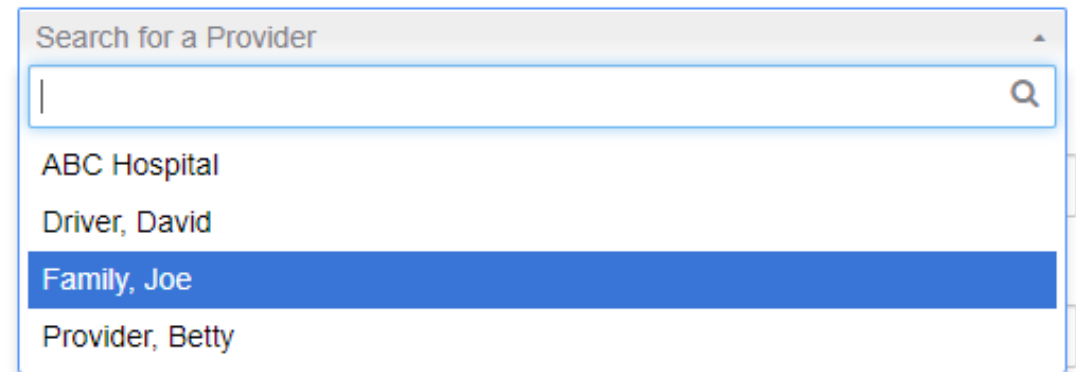 Search for a Provider
ABC Hospital
Driver, David
Family, Joe
Provider, Betty